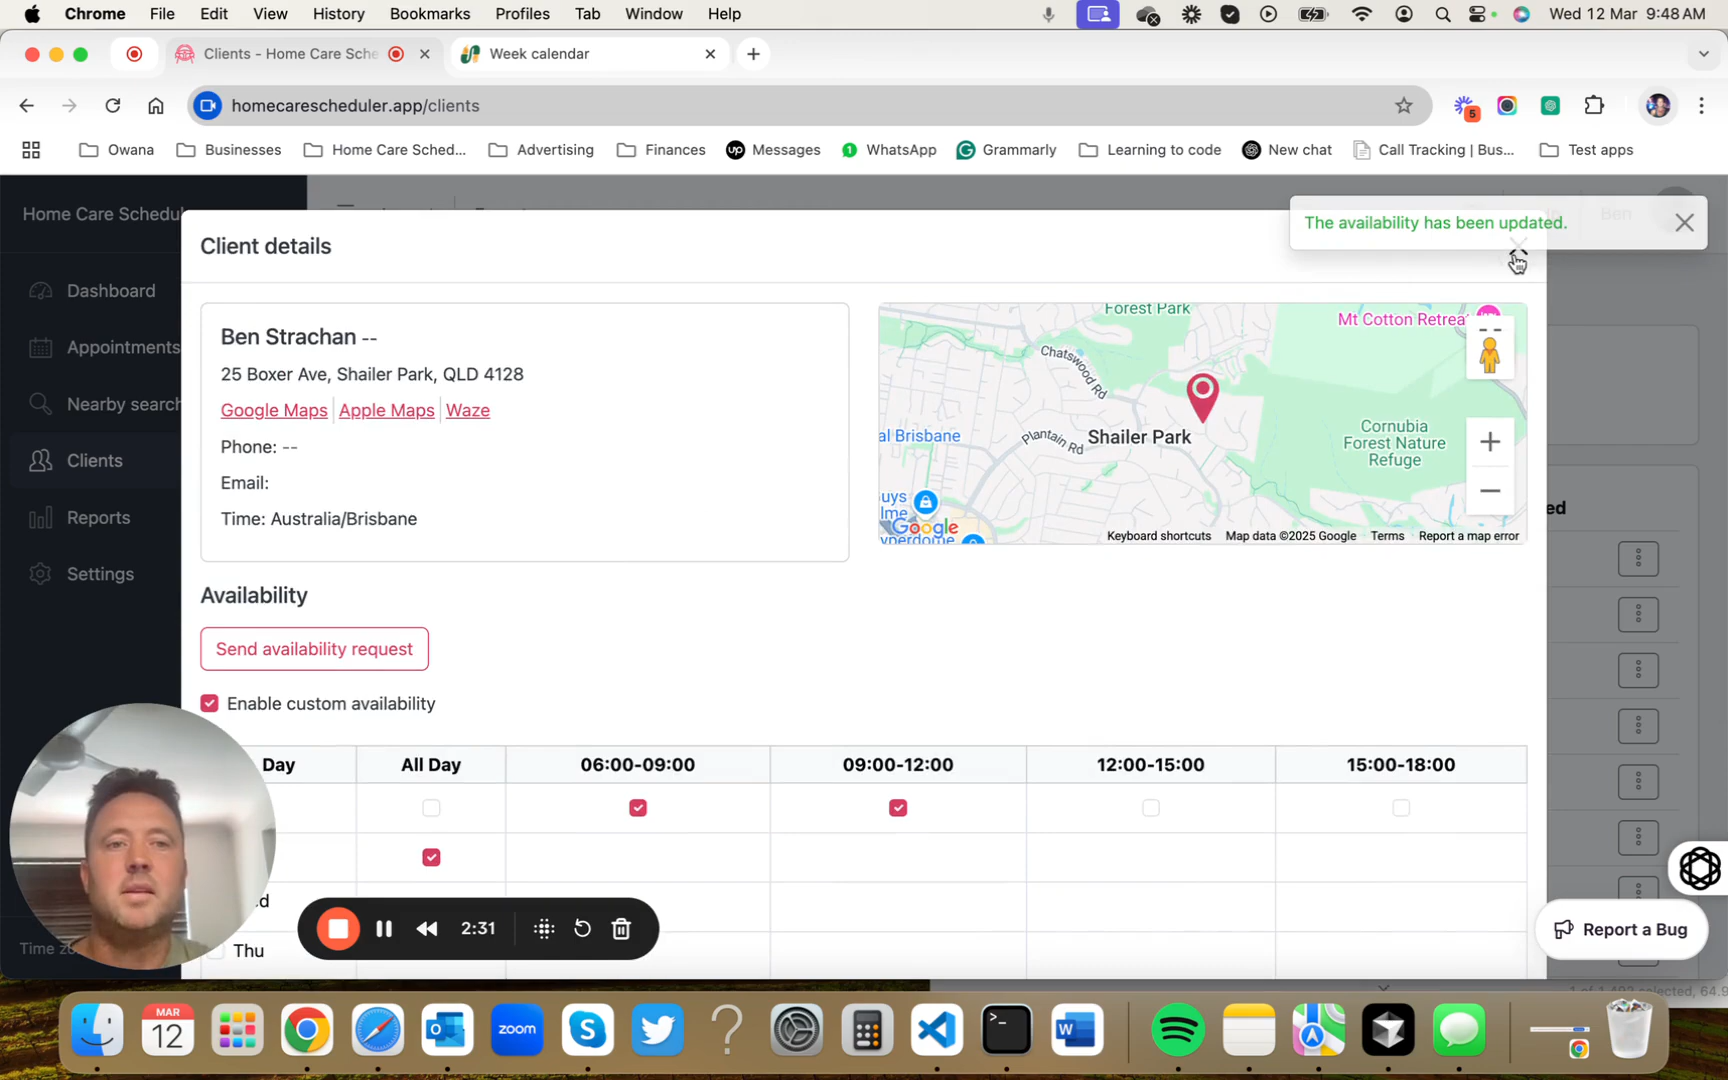 Chrome File Edit View History Bookmarks Profiles Tab Window Help Wed 12 Mar 9:48 AM
Clients - Home Care Sche
Week calendar
homecarescheduler.app/clients
5
Owana Businesses Home Care Sched... Advertising Finances Messages WhatsApp Grammarly Learning to code New chat Call Tracking | Bus... Test apps
Home Care Schedul
Ben
The availability has been updated.
Client details
Dashboard
Appointments
Nearby search
Clients
Reports
Settings
Ben Strachan --
25 Boxer Ave, Shailer Park, QLD 4128
Google Maps Apple Maps Waze
Phone: --
Email:
Time: Australia/Brisbane
Forest Park
Mt Cotton Retrea
Chatswood Rd
Shailer Park
Plantain Rd
al Brisbane
Cornubia
Forest Nature
Refuge
Google
Keyboard shortcuts Map data ©2025 Google Terms Report a map error
ed
Availability
Send availability request
Enable custom availability
Day All Day 06:00-09:00 09:00-12:00 12:00-15:00 15:00-18:00
Thu
2:31
Report a Bug
Time zo
MAR
12
zoom